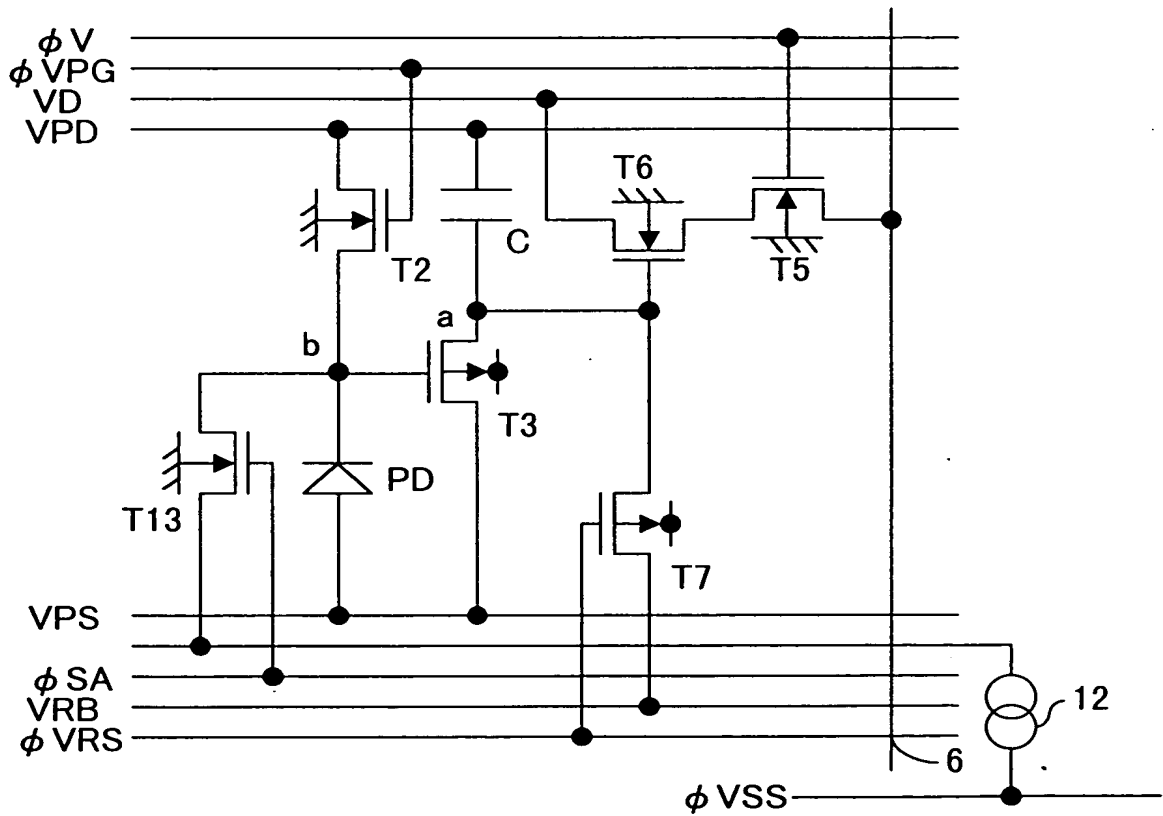 φV
φVPG
VD
VPD
T6
T2
C
T5
a
b
T3
PD
T13
T7
VPS
φSA
VRB
φVRS
12
6
φVSS